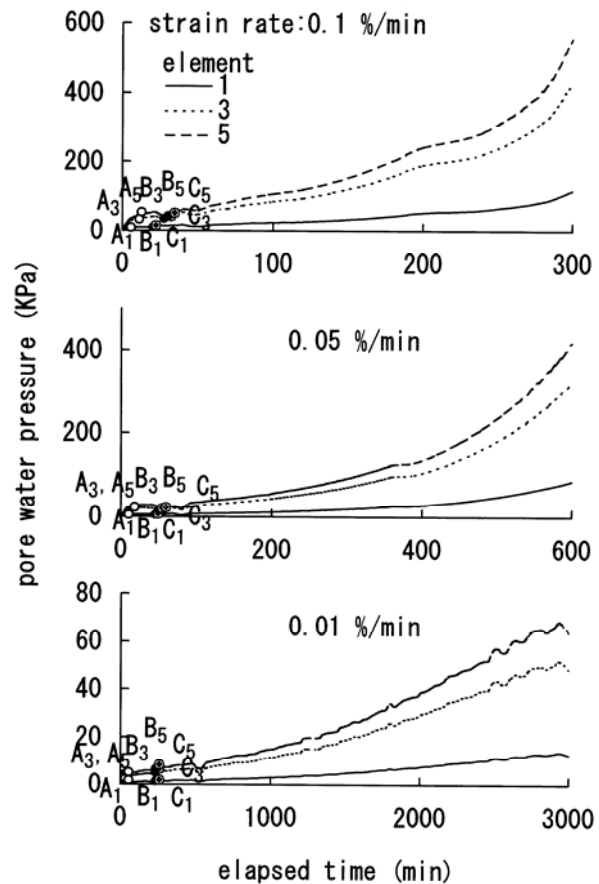 600
strain rate:0.1 %/min
element
1
3
5
400
200
A3 A5 B3 B5 C5
C3
A1 B1 C1
0
0 100 200 300
pore water pressure (KPa)
0.05 %/min
400
200
A3, A5 B3 B5 C5
0
A1 B1 C1 C3
0 200 400 600
80
0.01 %/min
60
40
20
B5
A3, A5 B3 C5
C3
0
A1 B1 C1
0 1000 2000 3000
elapsed time (min)